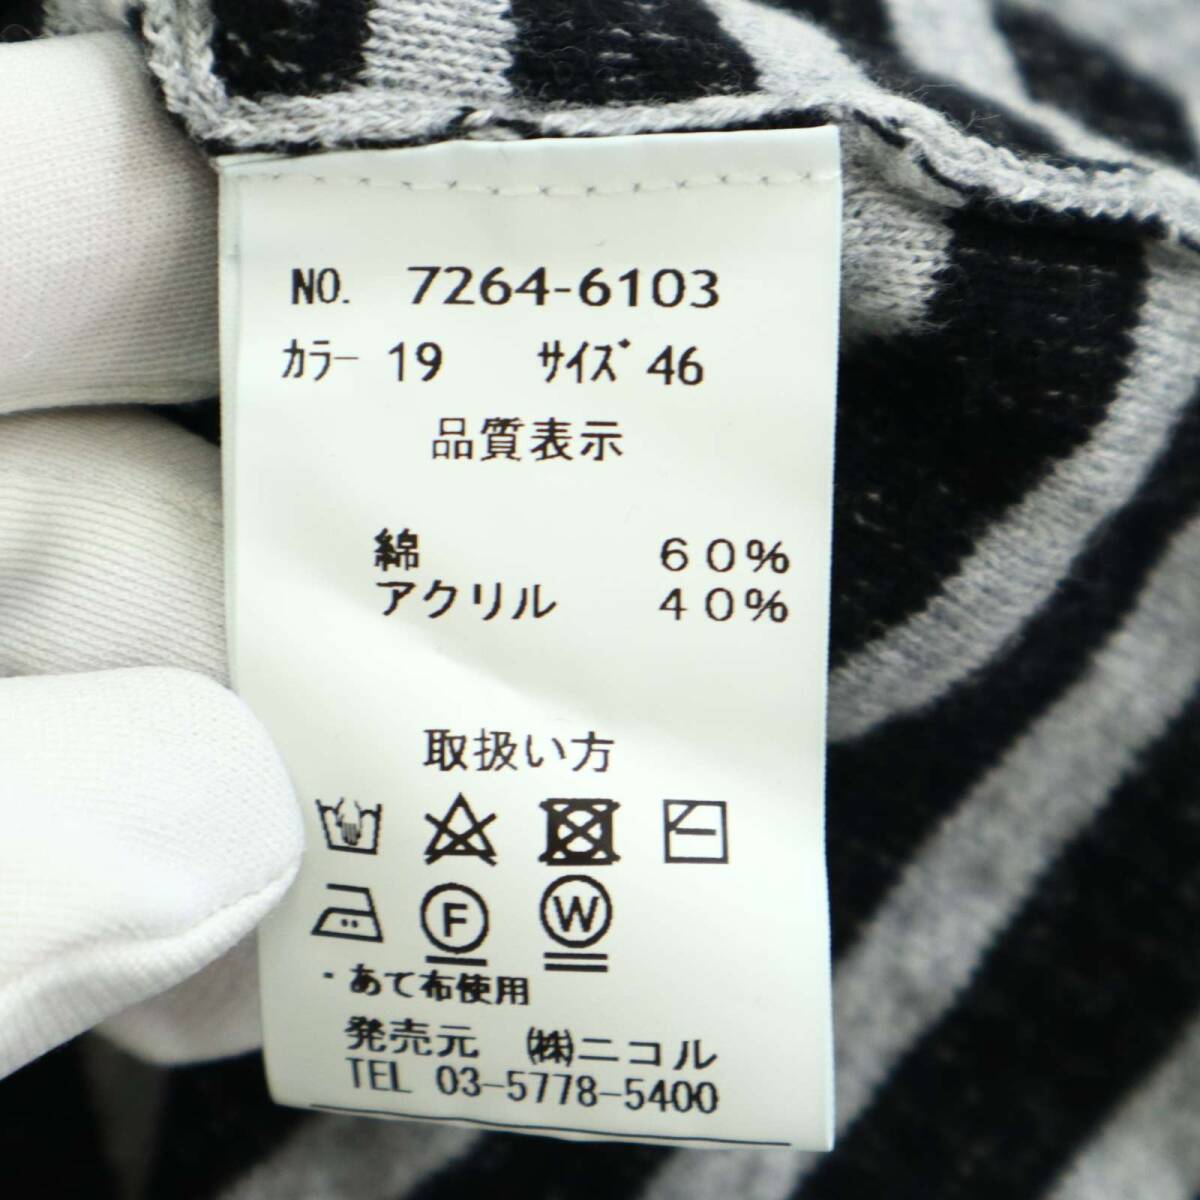 NO. 7264-6103
カラー 19 サイズ 46
品質表示
綿 60%
アクリル 40%
取扱い方
F W
・あて布使用
発売元 ㈱ニコル
TEL 03-5778-5400